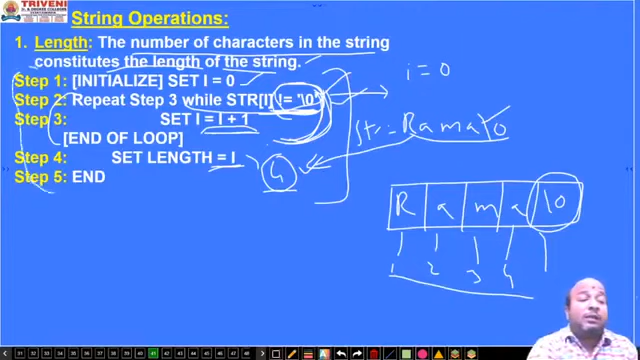 TRIVENI
String Operations:
1. Length: The number of characters in the string
constitutes the length of the string.
Step 1: [INITIALIZE] SET I = 0
Step 2: Repeat Step 3 while STR[I] != '\0'
Step 3: SET I = I + 1
[END OF LOOP]
Step 4: SET LENGTH = I
Step 5: END
i = 0
str = Rama\0
4
R a m a \0
1 2 3 4